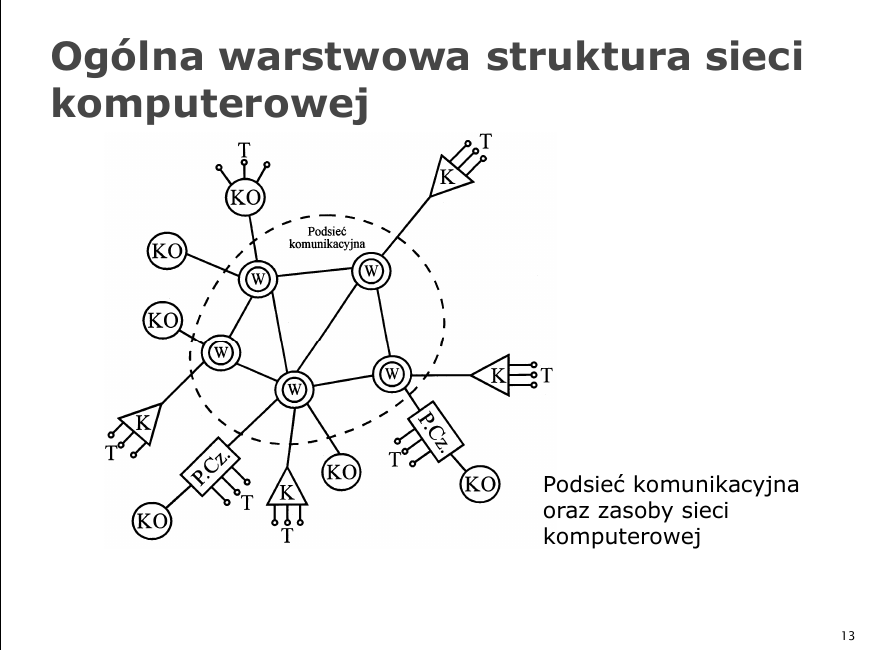 Ogólna warstwowa struktura sieci
komputerowej
T
T
K
KO
Podsieć
komunikacyjna
KO
W
W
KO
W
W
W
K
T
K
T
P.Cz.
P.Cz.
T
T
K
KO
KO
KO
T
Podsieć komunikacyjna
oraz zasoby sieci
komputerowej
13